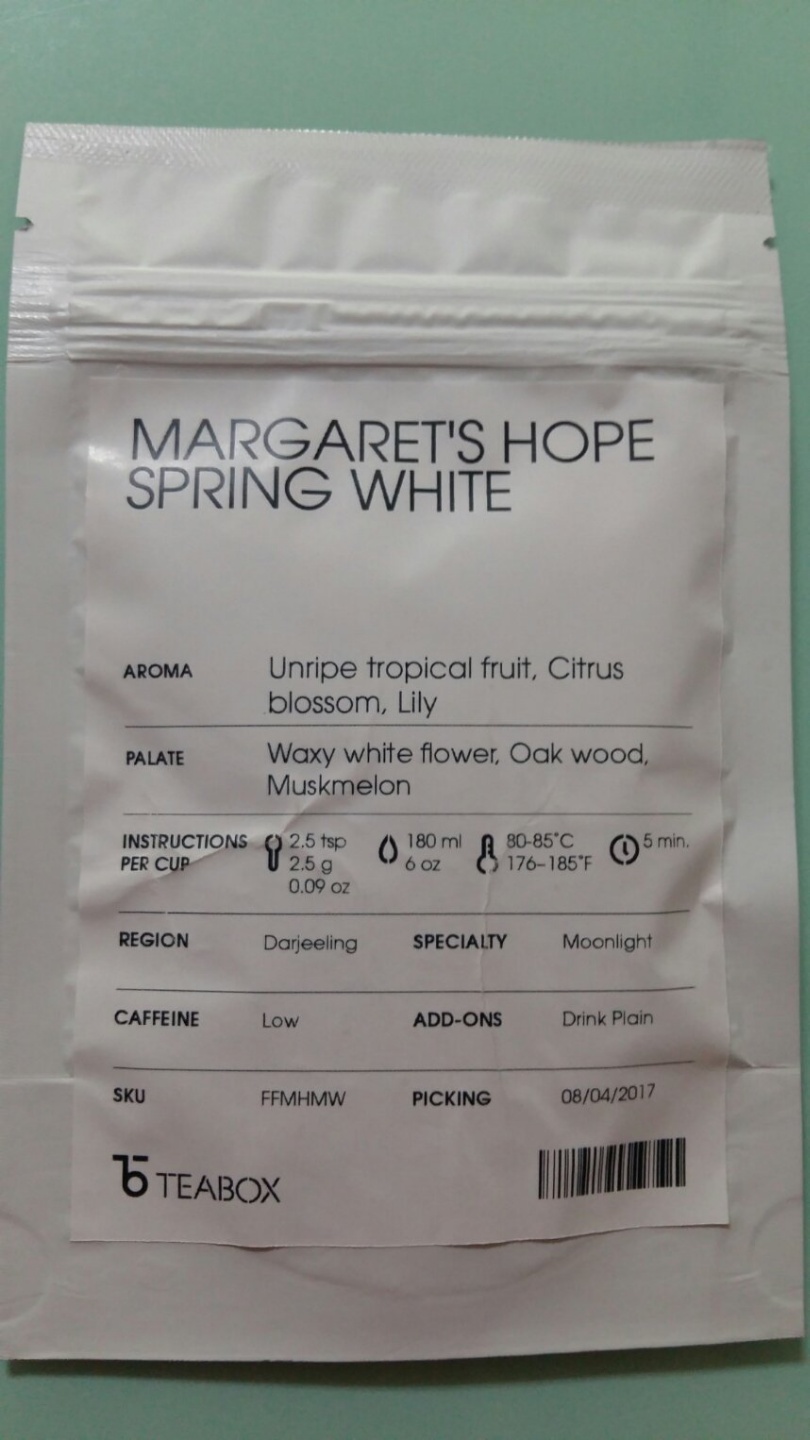 MARGARET'S HOPE
SPRING WHITE
AROMA Unripe tropical fruit, Citrus
blossom, Lily
PALATE Waxy white flower, Oak wood,
Muskmelon
INSTRUCTIONS 2.5 tsp 180 ml 80-85°C 5 min.
PER CUP 2.5 g 6 oz 176-185°F
0.09 oz
REGION Darjeeling SPECIALTY Moonlight
CAFFEINE Low ADD-ONS Drink Plain
SKU FFMHMW PICKING 08/04/2017
tb TEABOX